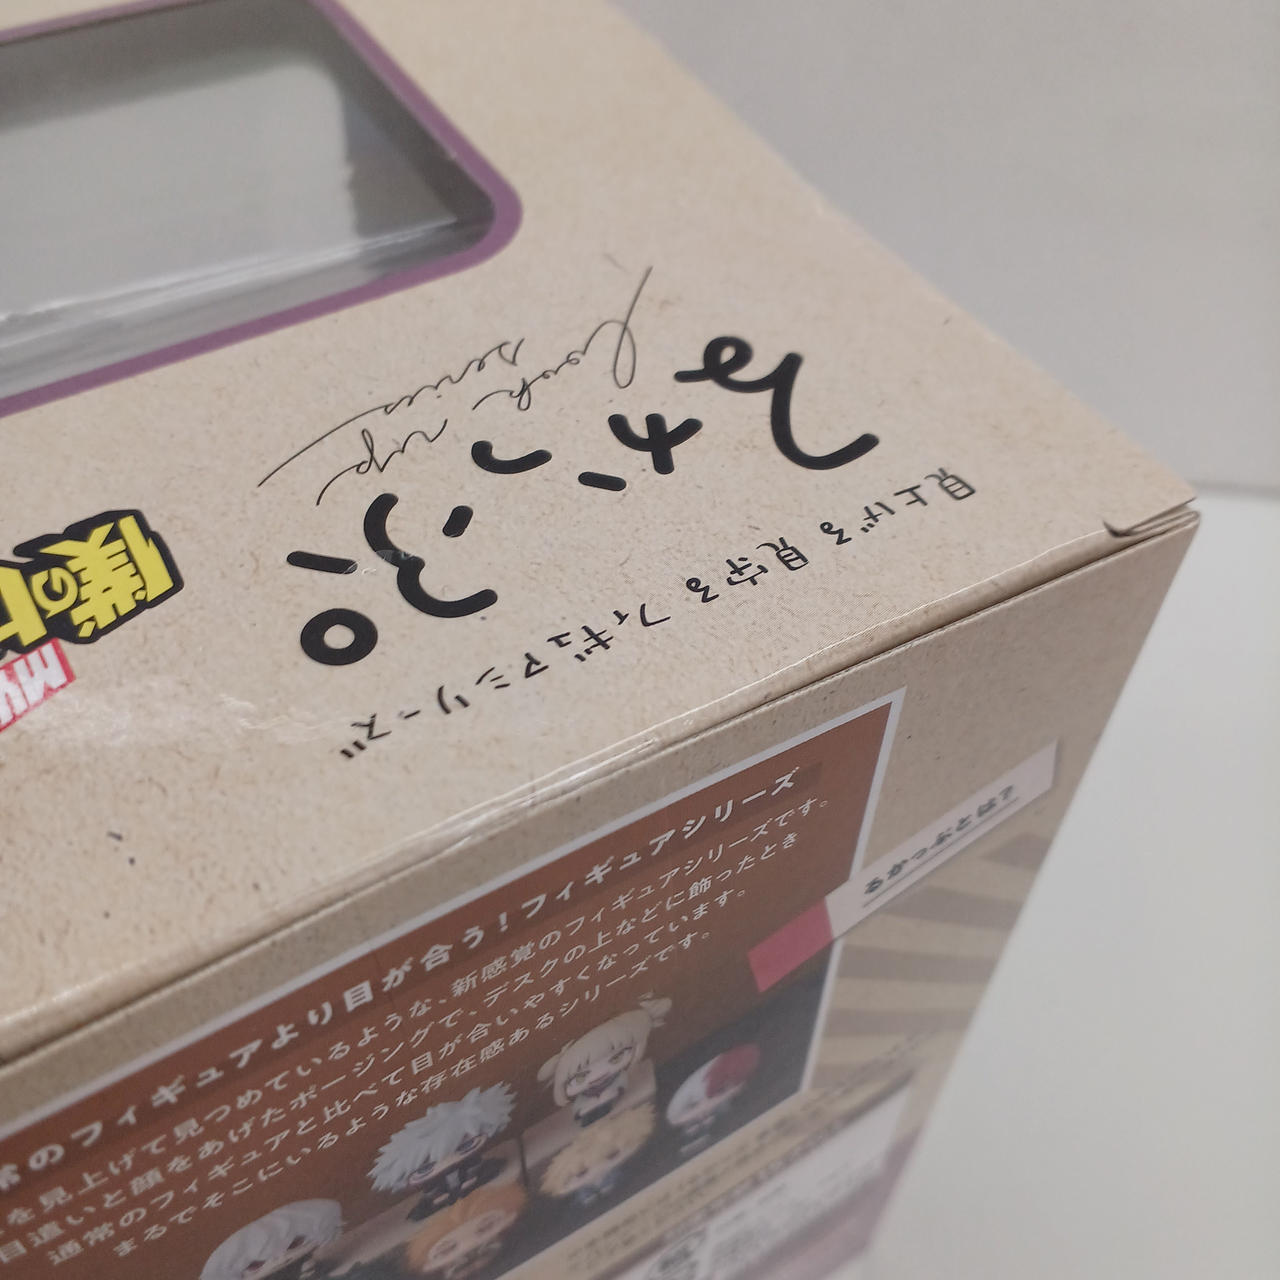 見上げる 見守る フィギュアシリーズ
るかっぷ
look up
series
僕の
MY
るかっぷとは?
のフィギュアより目が合う!フィギュアシリーズ
を見上げて見つめているような、新感覚のフィギュアシリーズです。
目遣いと顔をあげたポージングで、デスクの上などに飾ったとき
通常のフィギュアと比べて目が合いやすくなっています。
まるでそこにいるような存在感あるシリーズです。